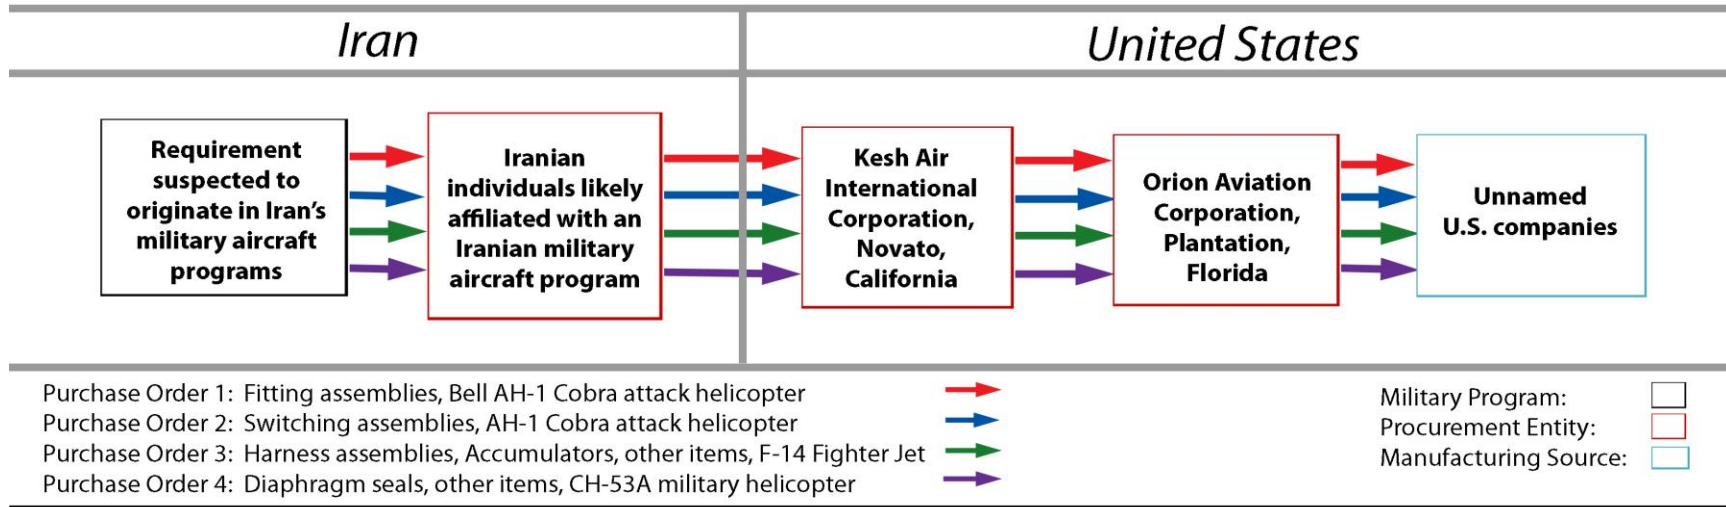 Iran
United States
Requirement
suspected to
originate in Iran's
military aircraft
programs
Iranian
individuals likely
affiliated with an
Iranian military
aircraft program
Kesh Air
International
Corporation,
Novato,
California
Orion Aviation
Corporation,
Plantation,
Florida
Unnamed
U.S. companies
Purchase Order 1: Fitting assemblies, Bell AH-1 Cobra attack helicopter
Purchase Order 2: Switching assemblies, AH-1 Cobra attack helicopter
Purchase Order 3: Harness assemblies, Accumulators, other items, F-14 Fighter Jet
Purchase Order 4: Diaphragm seals, other items, CH-53A military helicopter
Military Program:
Procurement Entity:
Manufacturing Source: